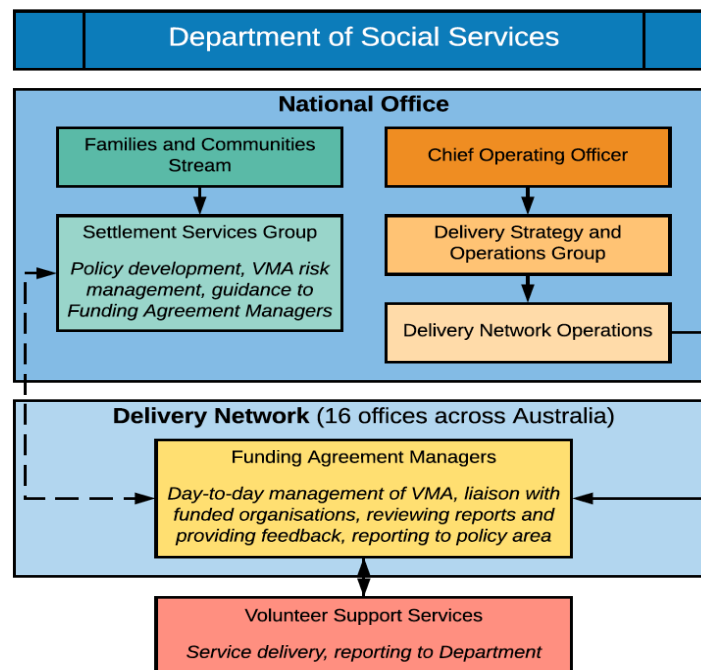 Department of Social Services
National Office
Families and Communities
Stream
Chief Operating Officer
Settlement Services Group
Policy development, VMA risk
management, guidance to
Funding Agreement Managers
Delivery Strategy and
Operations Group
Delivery Network Operations
Delivery Network (16 offices across Australia)
Funding Agreement Managers
Day-to-day management of VMA, liaison with
funded organisations, reviewing reports and
providing feedback, reporting to policy area
Volunteer Support Services
Service delivery, reporting to Department